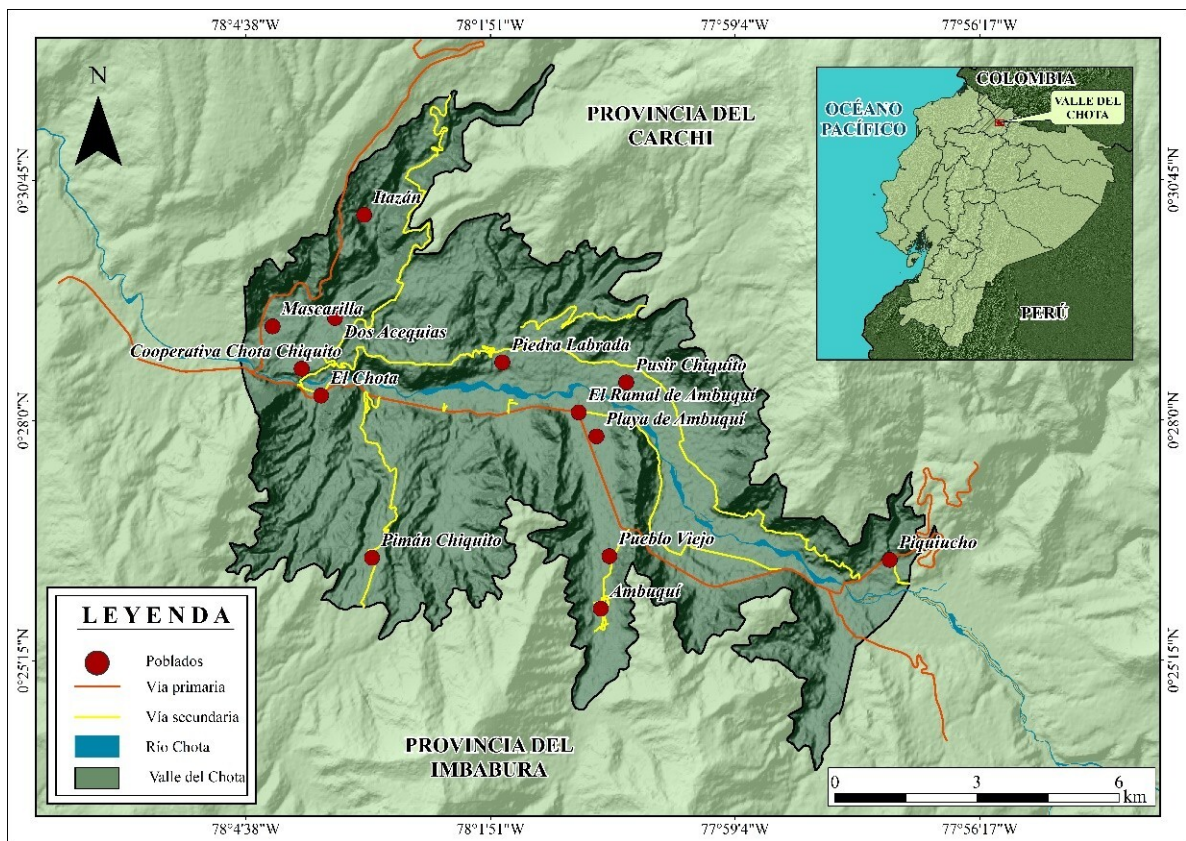 78°4'38"W
78°1'51"W
77°59'4"W
77°56'17"W
N
COLOMBIA
OCÉANO
PACÍFICO
VALLE DEL
CHOTA
PERÚ
PROVINCIA DEL
CARCHI
0°30'45"N
0°30'45"N
Itazán
Mascarilla
Dos Acequias
Cooperativa Chota Chiquito
Piedra Labrada
El Chota
Pusir Chiquito
El Ramal de Ambuquí
Playa de Ambuquí
0°28'0"N
0°28'0"N
Pimán Chiquito
Pueblo Viejo
Piquiucho
Ambuquí
LEYENDA
Poblados
Vía primaria
Vía secundaria
Río Chota
Valle del Chota
0°25'15"N
0°25'15"N
PROVINCIA DEL
IMBABURA
0 3 6
km
78°4'38"W
78°1'51"W
77°59'4"W
77°56'17"W